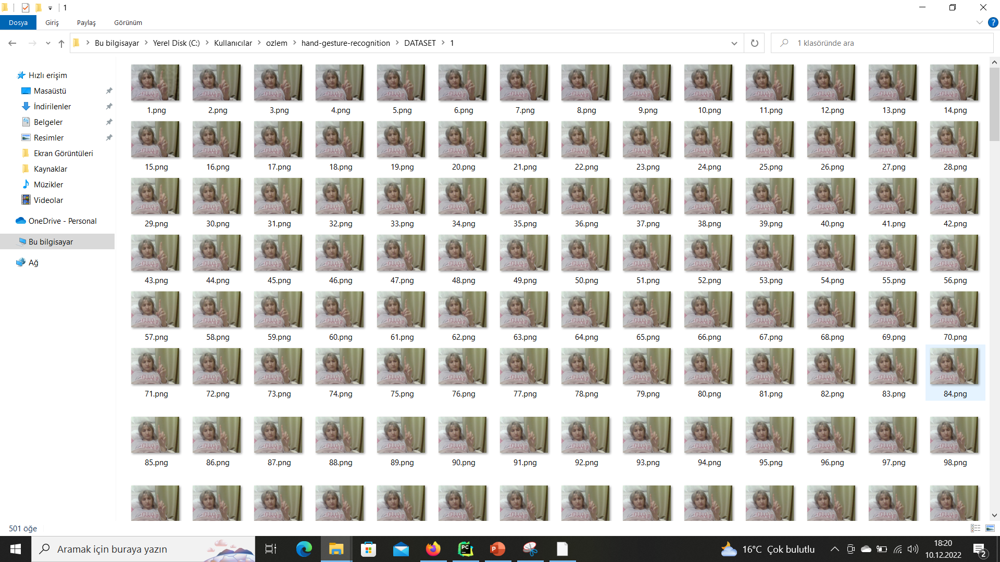 1
Dosya Giriş Paylaş Görünüm
Bu bilgisayar Yerel Disk (C:) Kullanıcılar ozlem hand-gesture-recognition DATASET 1
1 klasöründe ara
Hızlı erişim
Masaüstü
İndirilenler
Belgeler
Resimler
Ekran Görüntüleri
Kaynaklar
Müzikler
Videolar
OneDrive - Personal
Bu bilgisayar
Ağ
1.png 2.png 3.png 4.png 5.png 6.png 7.png 8.png 9.png 10.png 11.png 12.png 13.png 14.png
15.png 16.png 17.png 18.png 19.png 20.png 21.png 22.png 23.png 24.png 25.png 26.png 27.png 28.png
29.png 30.png 31.png 32.png 33.png 34.png 35.png 36.png 37.png 38.png 39.png 40.png 41.png 42.png
43.png 44.png 45.png 46.png 47.png 48.png 49.png 50.png 51.png 52.png 53.png 54.png 55.png 56.png
57.png 58.png 59.png 60.png 61.png 62.png 63.png 64.png 65.png 66.png 67.png 68.png 69.png 70.png
71.png 72.png 73.png 74.png 75.png 76.png 77.png 78.png 79.png 80.png 81.png 82.png 83.png 84.png
85.png 86.png 87.png 88.png 89.png 90.png 91.png 92.png 93.png 94.png 95.png 96.png 97.png 98.png
501 öğe
Aramak için buraya yazın
16°C Çok bulutlu
18:20
10.12.2022
2